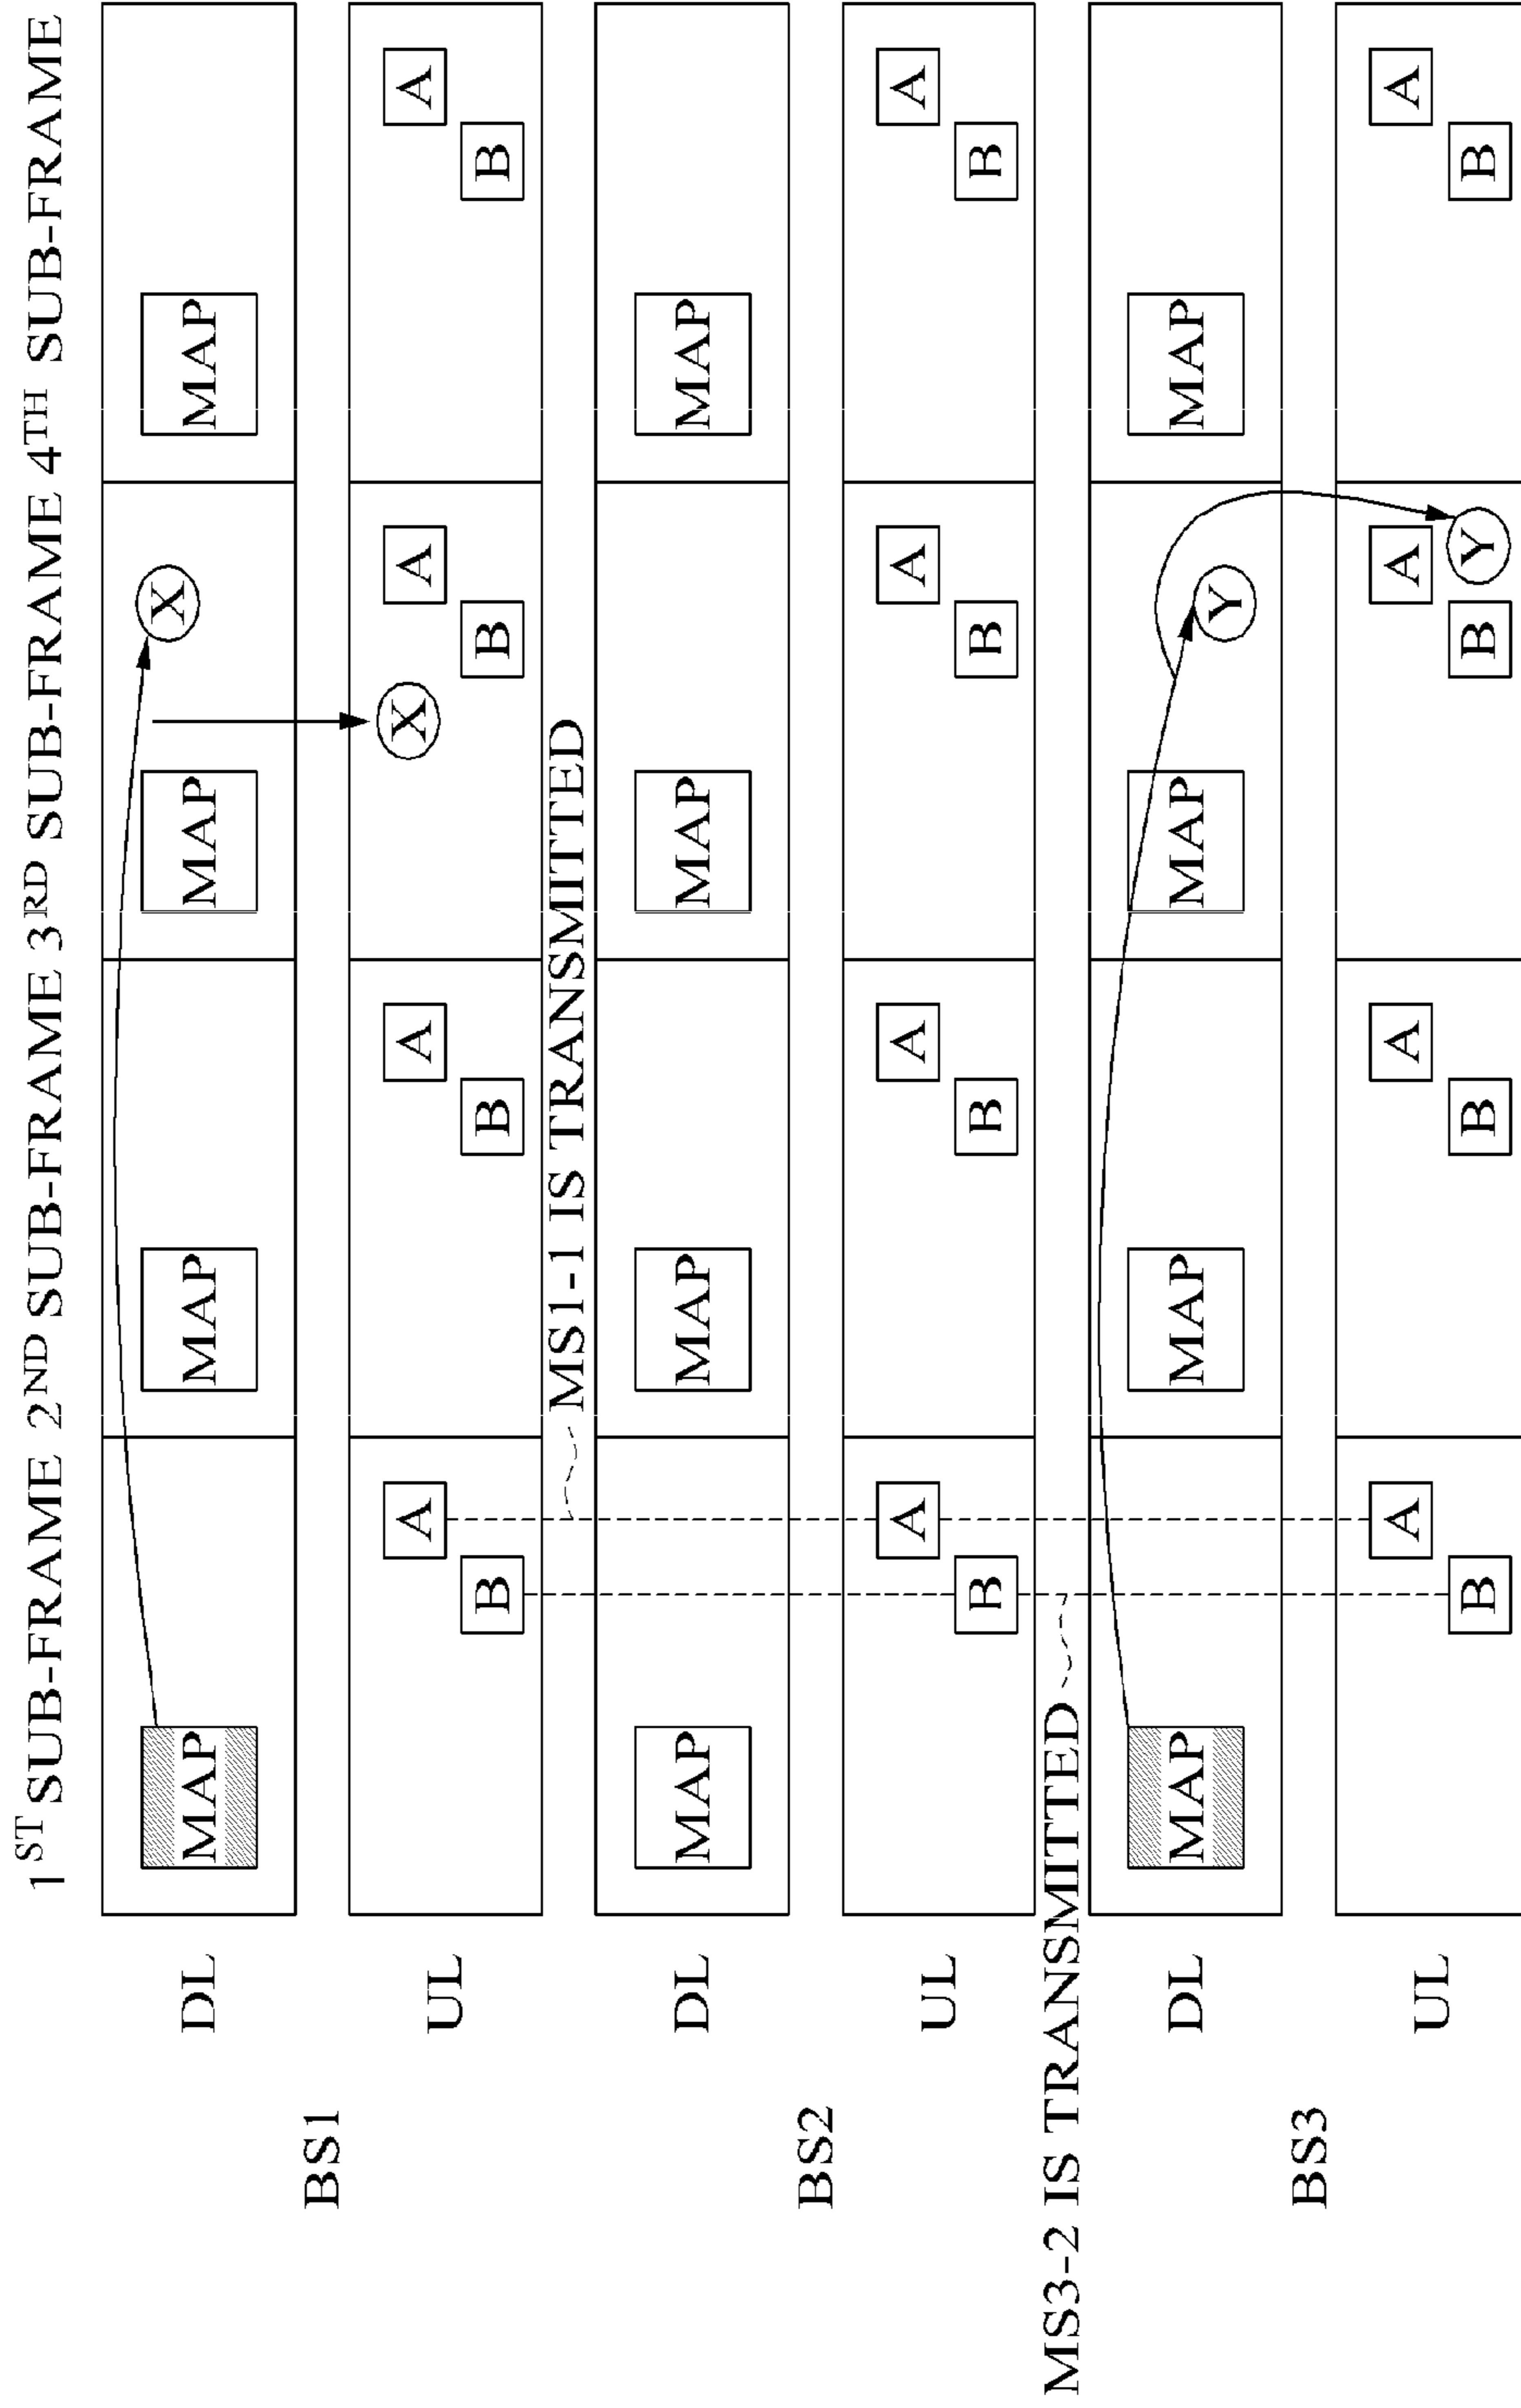 1ST SUB-FRAME 2ND SUB-FRAME 3RD SUB-FRAME 4TH SUB-FRAME
X
DL MAP MAP MAP MAP
BS1
A A X A A
UL
B B B B
MS1-1 IS TRANSMITTED
DL MAP MAP MAP MAP
BS2
A A A A
UL
B B B B
MS3-2 IS TRANSMITTED
DL MAP MAP MAP MAP
Y
BS3
A A A A
UL
B B B Y B